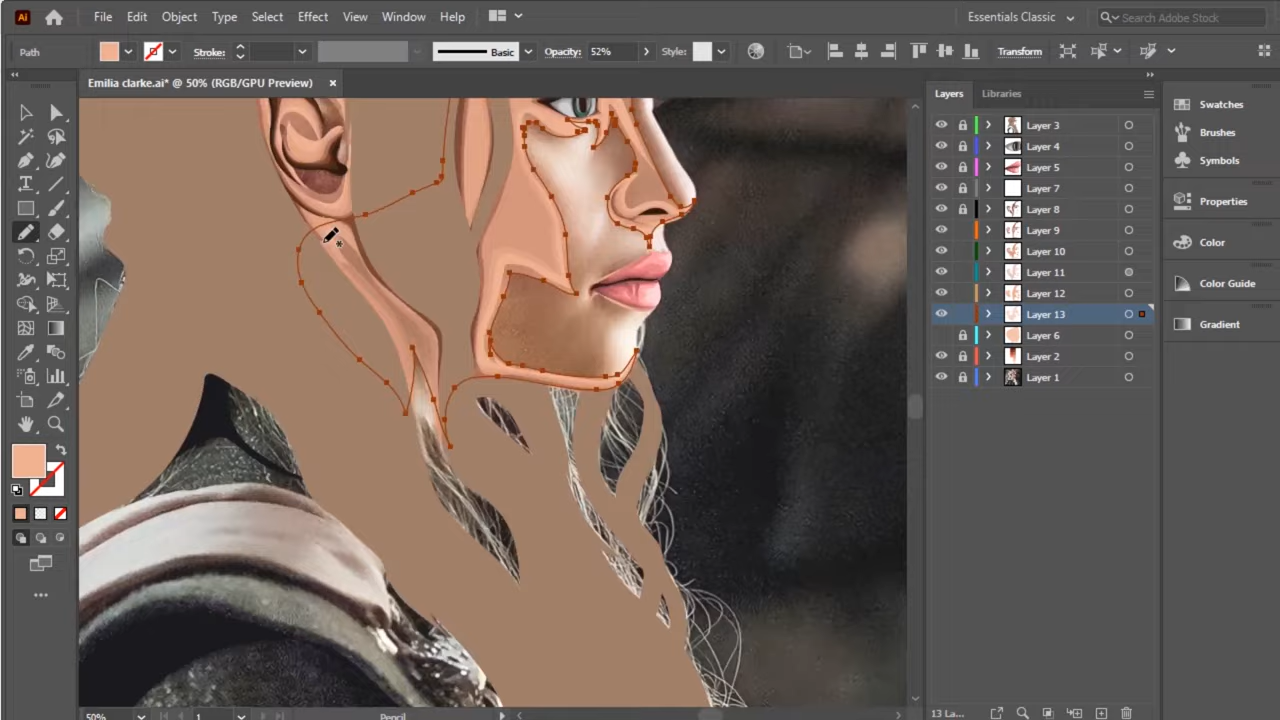 Ai File Edit Object Type Select Effect View Window Help Essentials Classic Search Adobe Stock
Path Stroke: Basic Opacity: 52% Style: Transform
Emilia clarke.ai* @ 50% (RGB/GPU Preview) ×
Layers Libraries
Layer 3
Layer 4
Layer 5
Layer 7
Layer 8
Layer 9
Layer 10
Layer 11
Layer 12
Layer 13
Layer 6
Layer 2
Layer 1
Swatches
Brushes
Symbols
Properties
Color
Color Guide
Gradient
50% 1 Pencil
13 La...